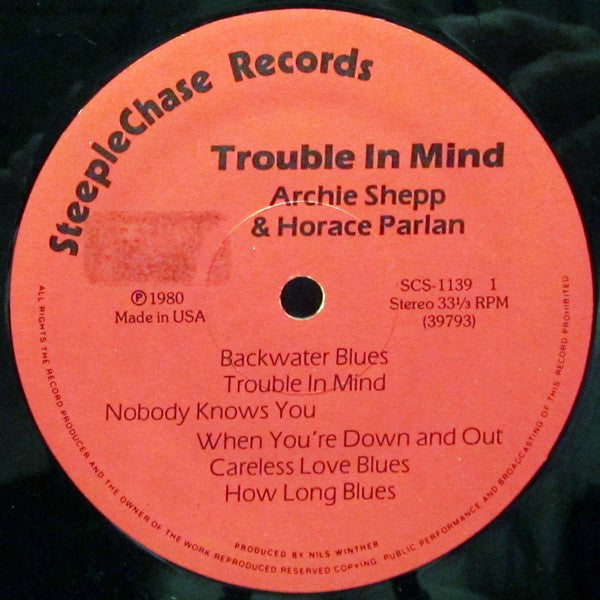 SteepleChase Records
Trouble In Mind
Archie Shepp
& Horace Parlan
℗ 1980
Made in USA
SCS-1139 1
Stereo 33⅓ RPM
(39793)
Backwater Blues
Trouble In Mind
Nobody Knows You
When You're Down and Out
Careless Love Blues
How Long Blues
PRODUCED BY NILS WINTHER
ALL RIGHTS THE RECORD PRODUCER AND THE OWNER OF THE WORK REPRODUCED RESERVED COPYING, PUBLIC PERFORMANCE AND BROADCASTING OF THIS RECORD PROHIBITED